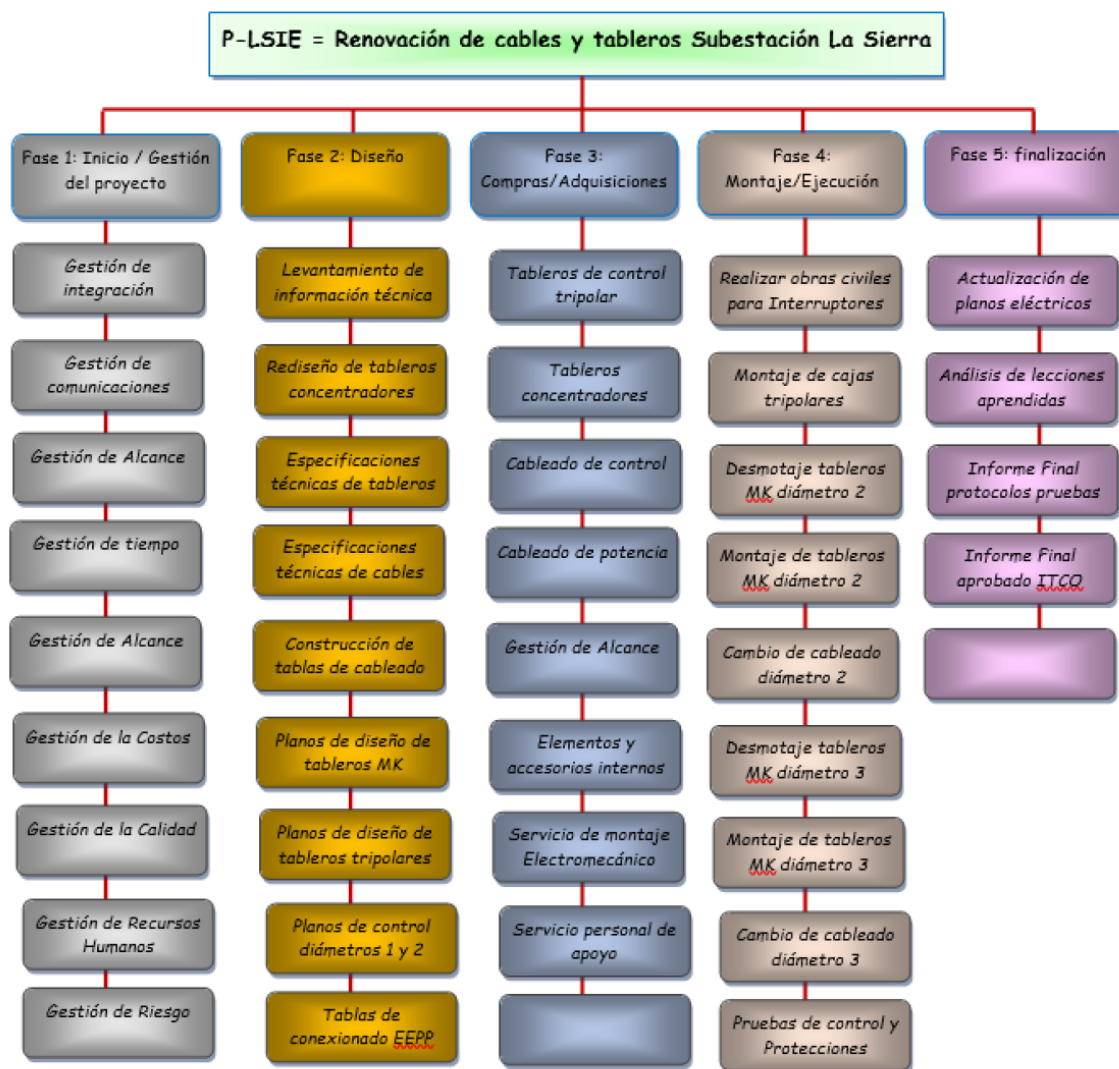 P-LSIE = Renovación de cables y tableros Subestación La Sierra
Fase 1: Inicio / Gestión
del proyecto
Gestión de
integración
Gestión de
comunicaciones
Gestión de Alcance
Gestión de tiempo
Gestión de Alcance
Gestión de la Costos
Gestión de la Calidad
Gestión de Recursos
Humanos
Gestión de Riesgo
Fase 2: Diseño
Levantamiento de
información técnica
Rediseño de tableros
concentradores
Especificaciones
técnicas de tableros
Especificaciones
técnicas de cables
Construcción de
tablas de cableado
Planos de diseño de
tableros MK
Planos de diseño de
tableros tripolares
Planos de control
diámetros 1 y 2
Tablas de
conexionado EEPP
Fase 3:
Compras/Adquisiciones
Tableros de control
tripolar
Tableros
concentradores
Cableado de control
Cableado de potencia
Gestión de Alcance
Elementos y
accesorios internos
Servicio de montaje
Electromecánico
Servicio personal de
apoyo
Fase 4:
Montaje/Ejecución
Realizar obras civiles
para Interruptores
Montaje de cajas
tripolares
Desmotaje tableros
MK diámetro 2
Montaje de tableros
MK diámetro 2
Cambio de cableado
diámetro 2
Desmotaje tableros
MK diámetro 3
Montaje de tableros
MK diámetro 3
Cambio de cableado
diámetro 3
Pruebas de control y
Protecciones
Fase 5: finalización
Actualización de
planos eléctricos
Análisis de lecciones
aprendidas
Informe Final
protocolos pruebas
Informe Final
aprobado ITCO